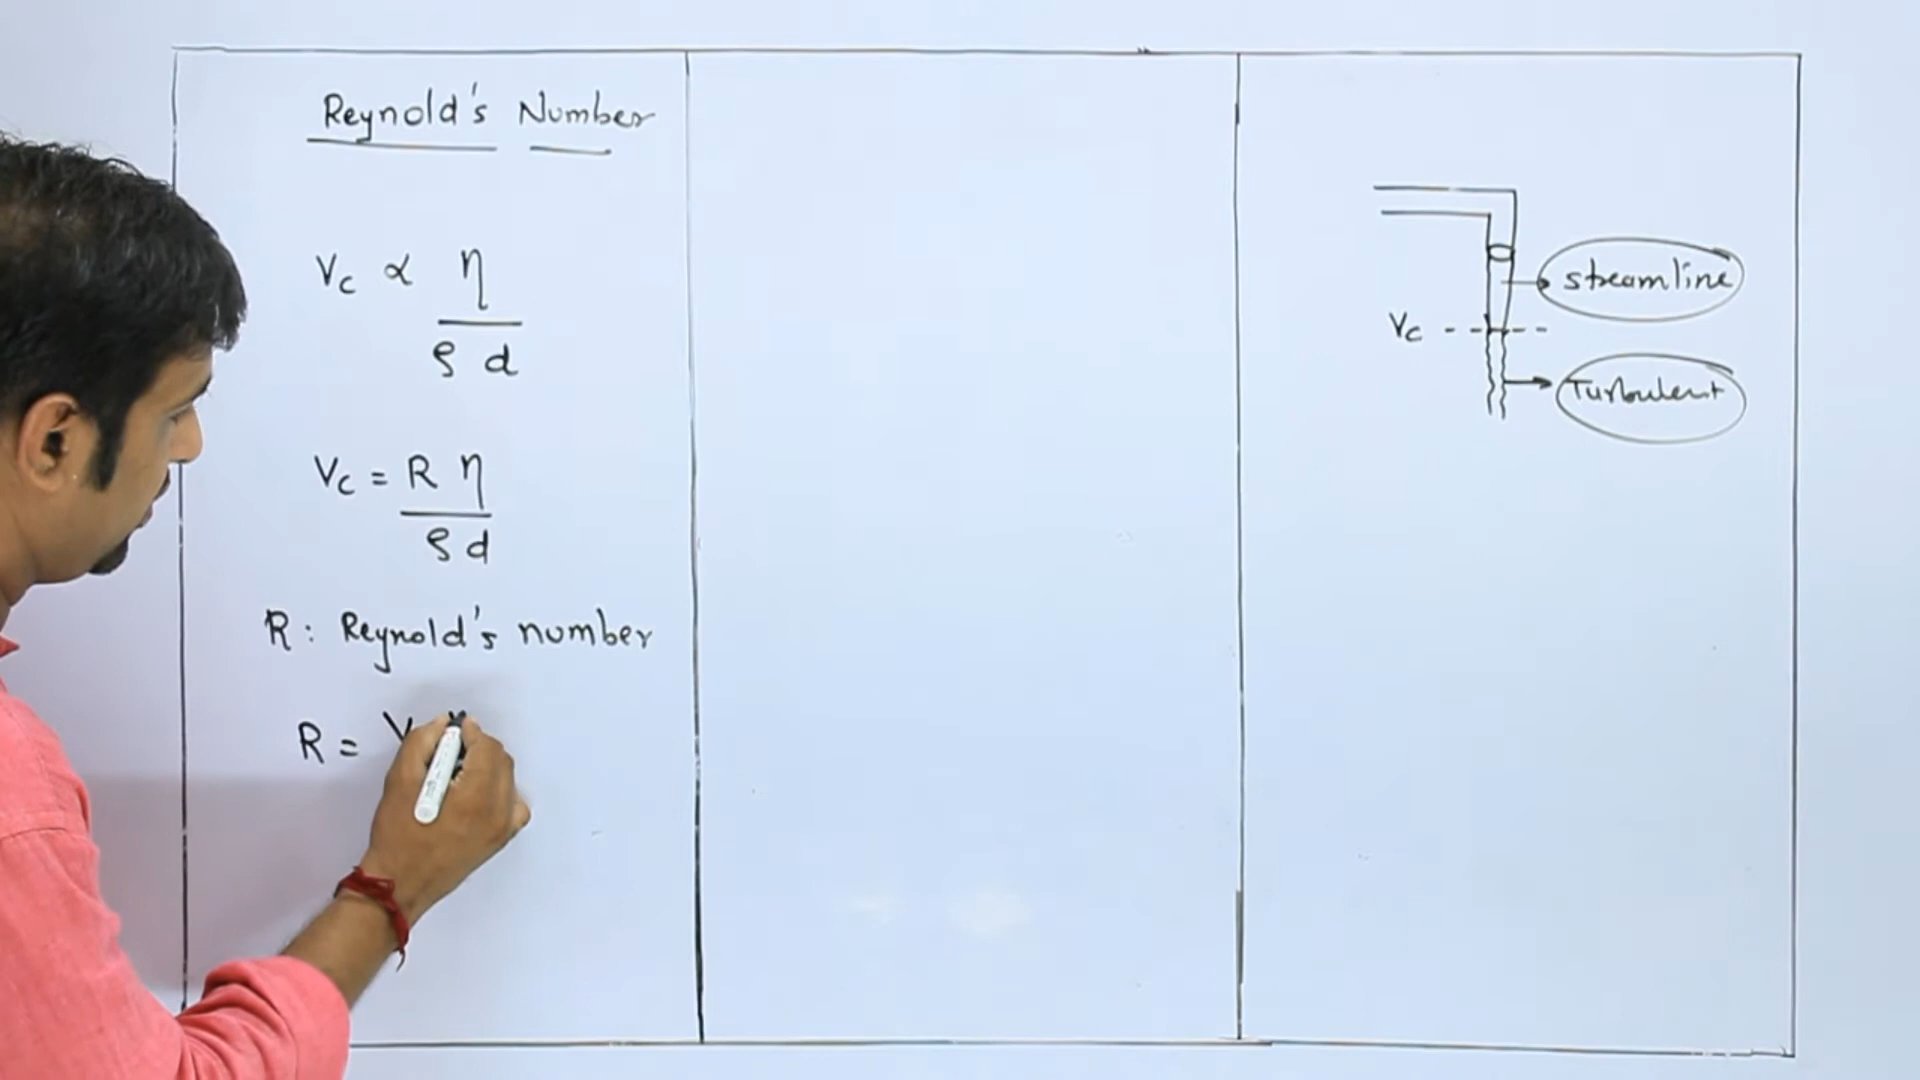 Reynold's Number
Vc ∝ η
ρ d
Vc = R η
ρ d
R: Reynold's number
R = V
streamline
Vc
Turbulent